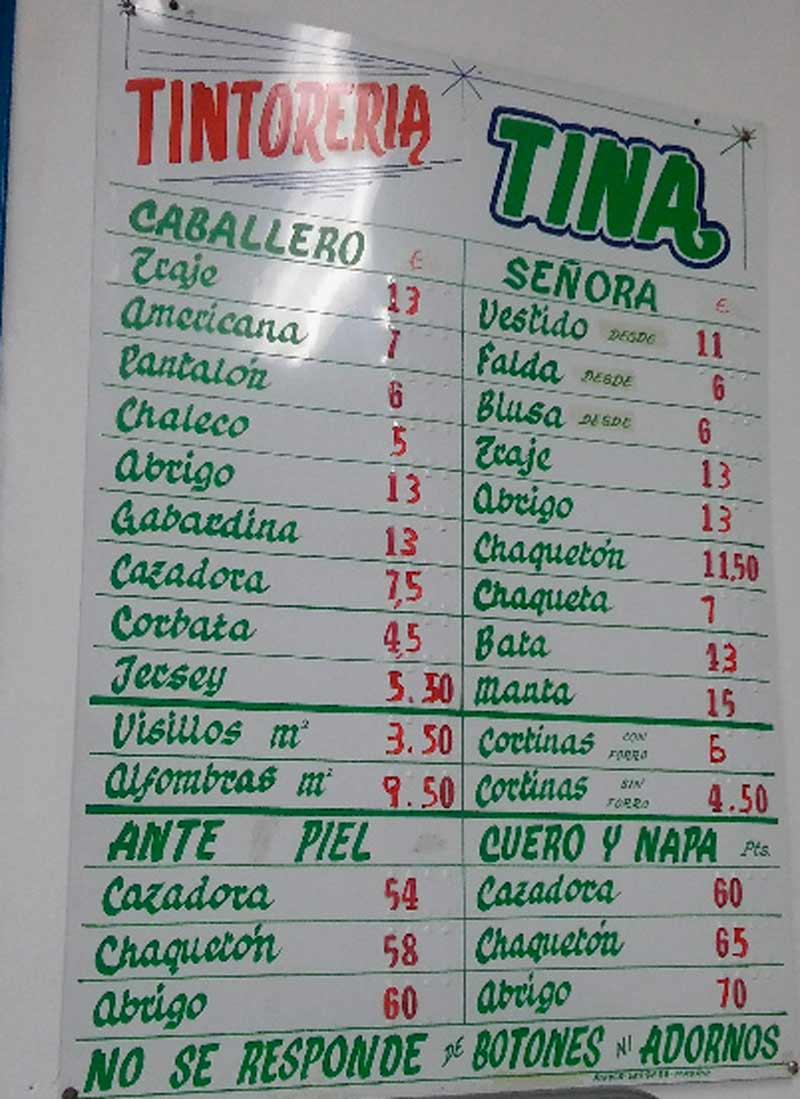 TINTORERIA TINA
CABALLERO €
Traje 13
Americana 7
Pantalón 6
Chaleco 5
Abrigo 13
Gabardina 13
Cazadora 7,5
Corbata 4,5
Jersey 5.50
Visillos m² 3.50
Alfombras m² 9.50
SEÑORA €
Vestido DESDE 11
Falda DESDE 6
Blusa DESDE 6
Traje 13
Abrigo 13
Chaquetón 11,50
Chaqueta 7
Bata 13
Manta 15
Cortinas CON FORRO 5
Cortinas SIN FORRO 4.50
ANTE PIEL
Cazadora 54
Chaquetón 58
Abrigo 60
CUERO Y NAPA Pts.
Cazadora 60
Chaquetón 65
Abrigo 70
NO SE RESPONDE DE BOTONES NI ADORNOS